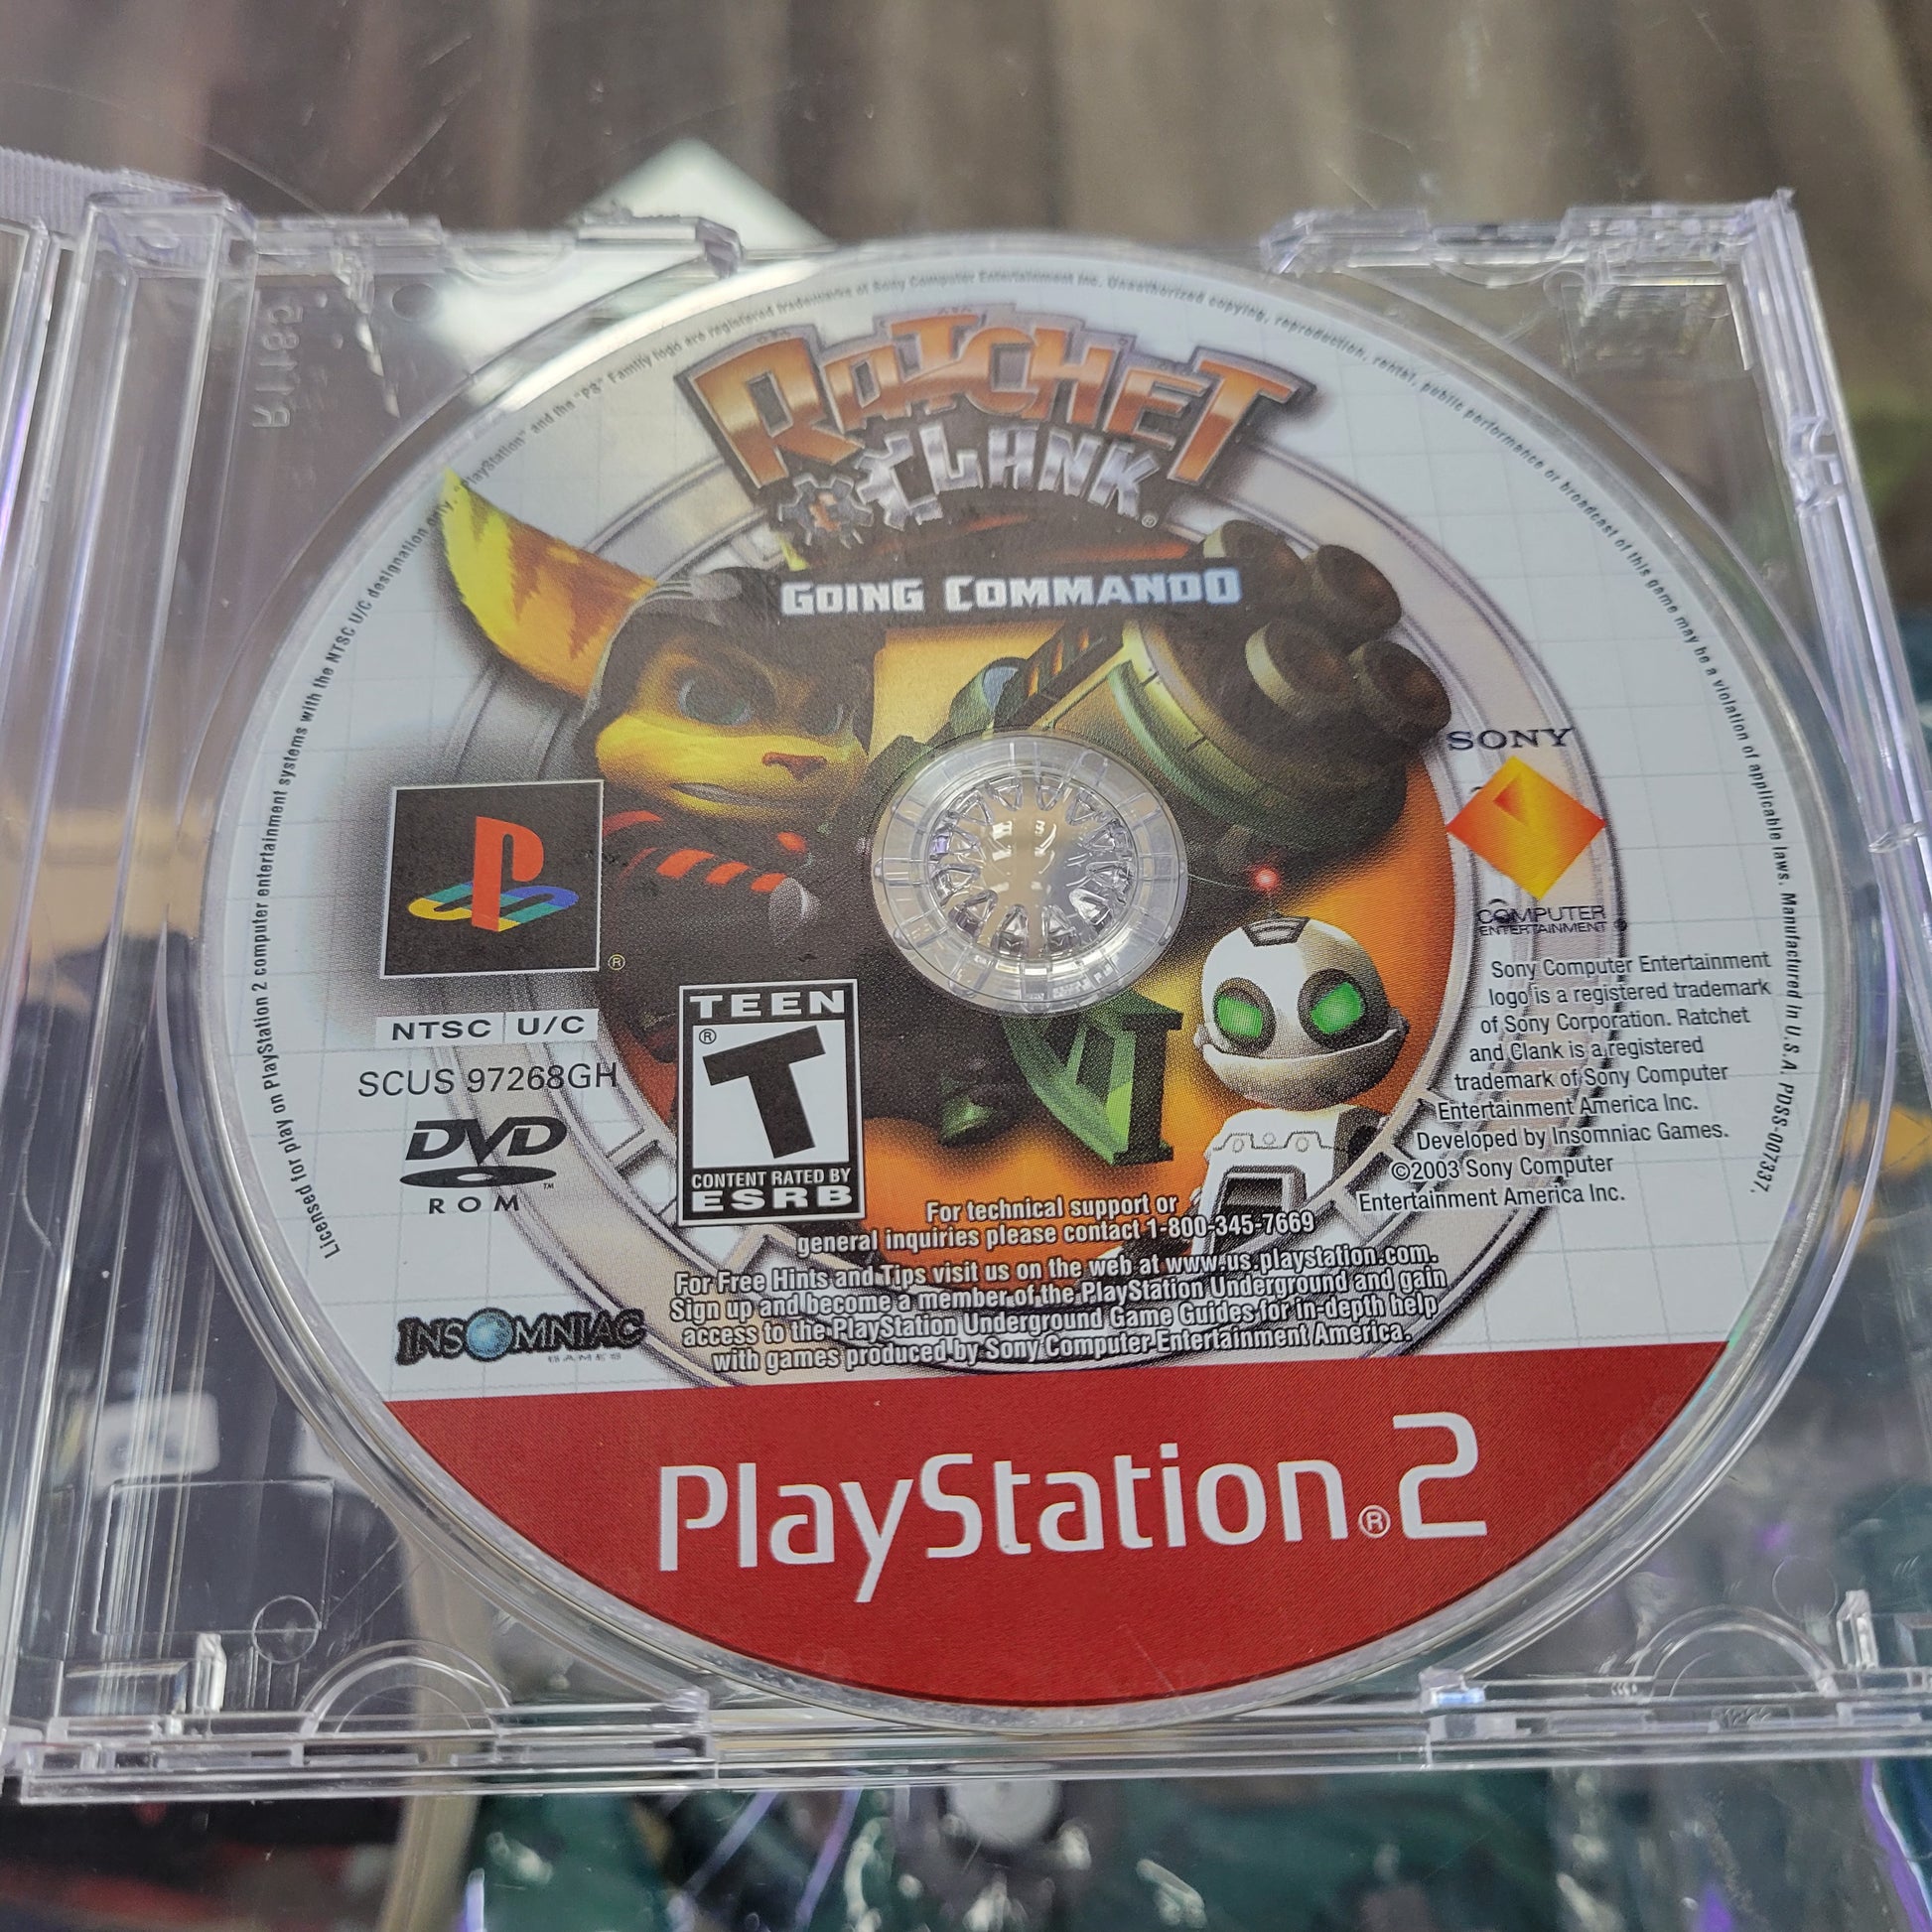 Licensed for play on PlayStation 2 computer entertainment systems with the NTSC U/C designation only. "PlayStation" and the "PS" Family logo are registered trademarks of Sony Computer Entertainment Inc. Unauthorized copying, reproduction, rental, public performance or broadcast of this game may be a violation of applicable laws. Manufactured in U.S.A. PDSS-00737.
RATCHET
CLANK®
GOING COMMANDO
SONY
COMPUTER
ENTERTAINMENT ®
®
NTSC U/C
SCUS 97268GH
DVD
ROM™
TEEN
®
T
CONTENT RATED BY
ESRB
Sony Computer Entertainment
logo is a registered trademark
of Sony Corporation. Ratchet
and Clank is a registered
trademark of Sony Computer
Entertainment America Inc.
Developed by Insomniac Games.
©2003 Sony Computer
Entertainment America Inc.
For technical support or
general inquiries please contact 1-800-345-7669
For Free Hints and Tips visit us on the web at www.us.playstation.com.
Sign up and become a member of the PlayStation Underground and gain
access to the PlayStation Underground Game Guides for in-depth help
with games produced by Sony Computer Entertainment America.
INSOMNIAC
GAMES
PlayStation®2